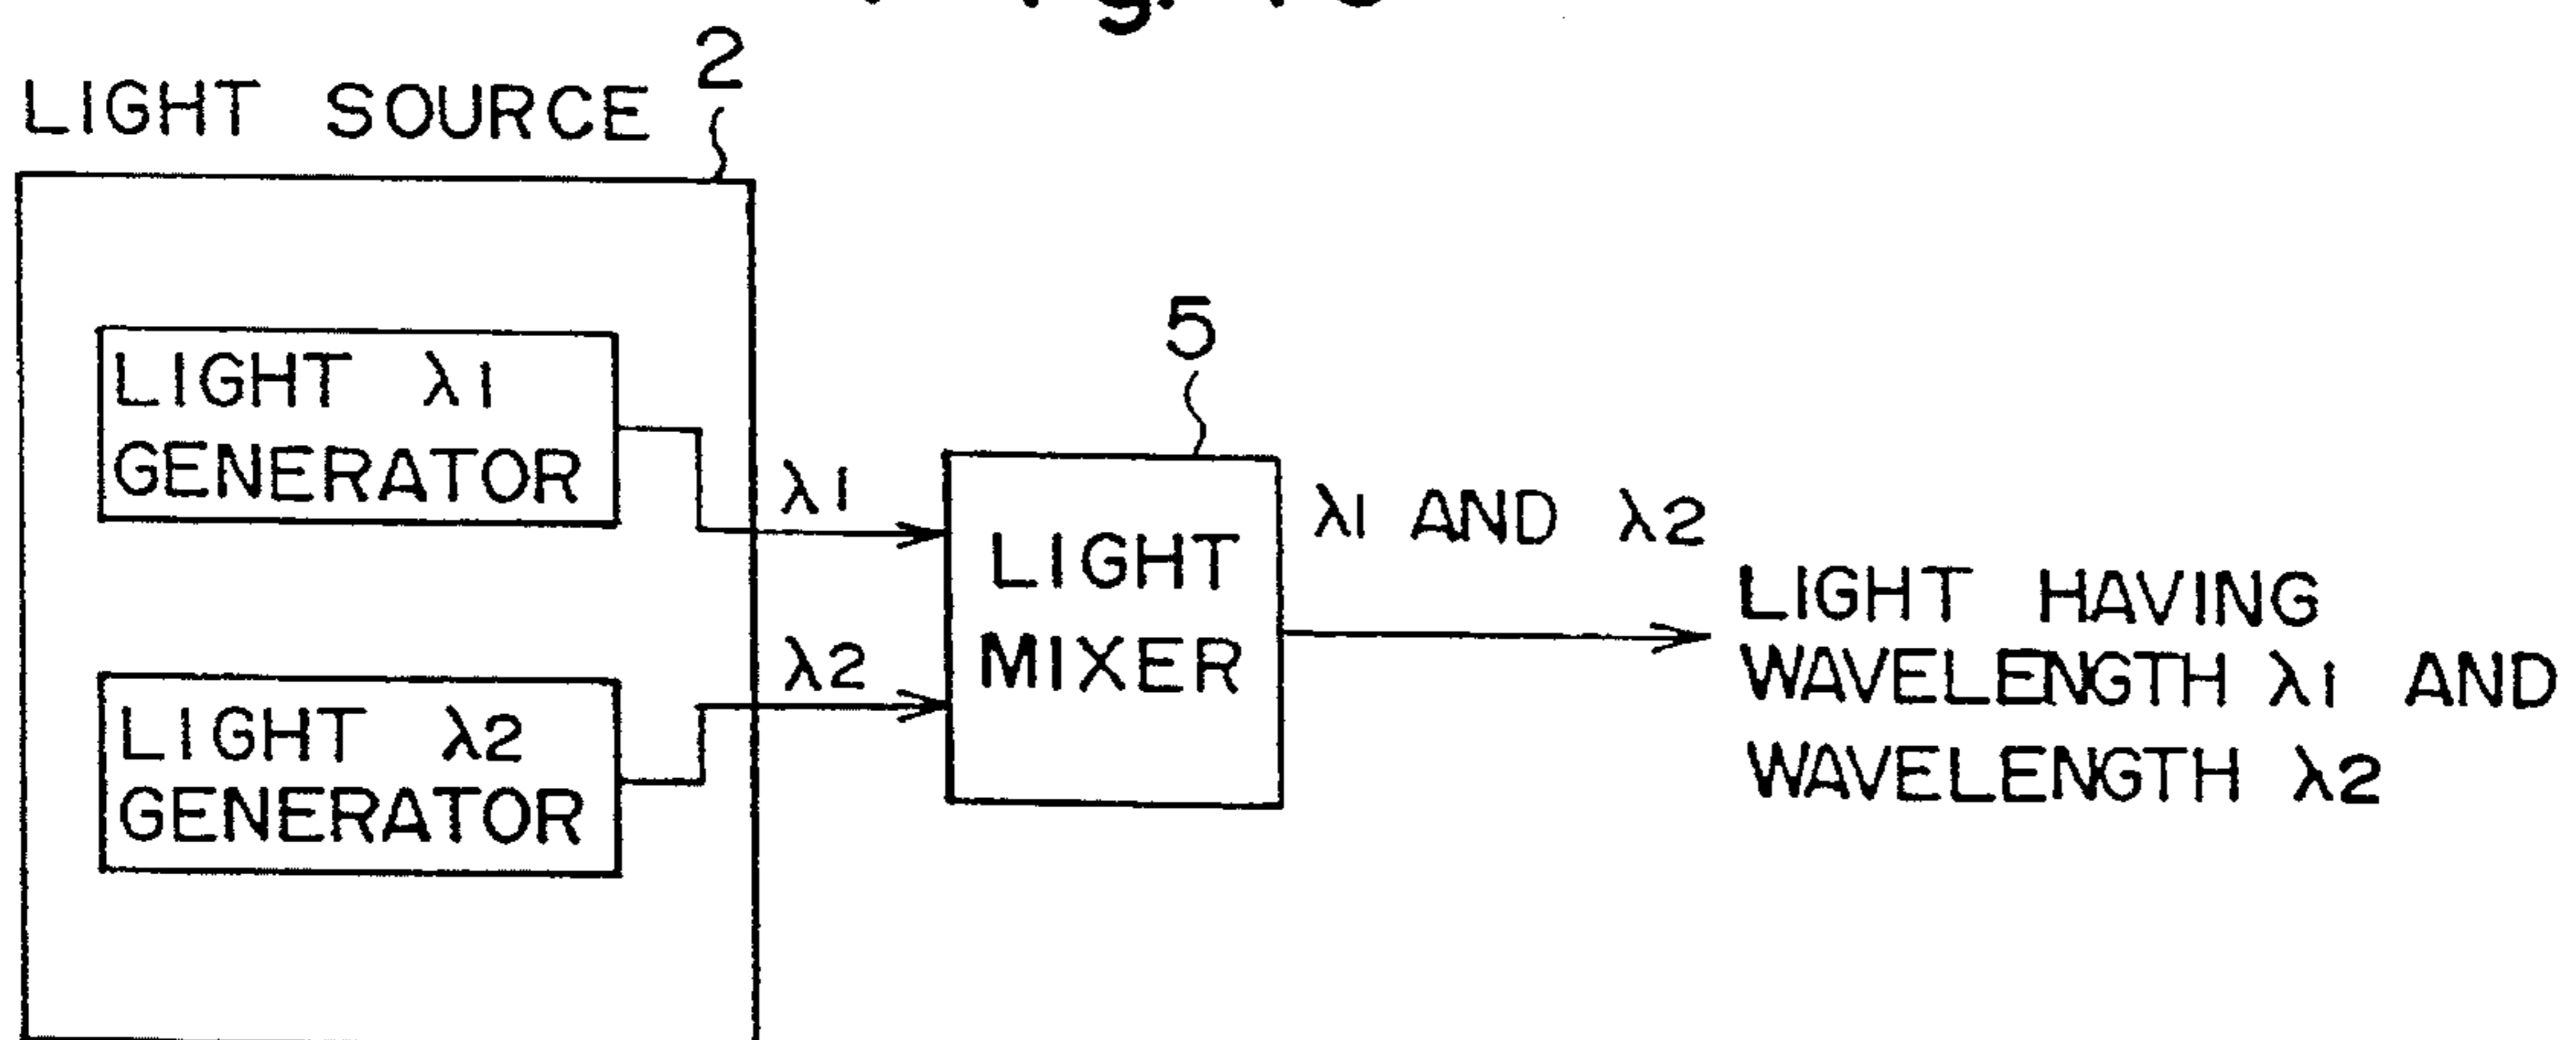 2
LIGHT SOURCE
LIGHT λ1
GENERATOR
λ1
5
LIGHT
MIXER
λ1 AND λ2
LIGHT HAVING
WAVELENGTH λ1 AND
WAVELENGTH λ2
λ2
LIGHT λ2
GENERATOR